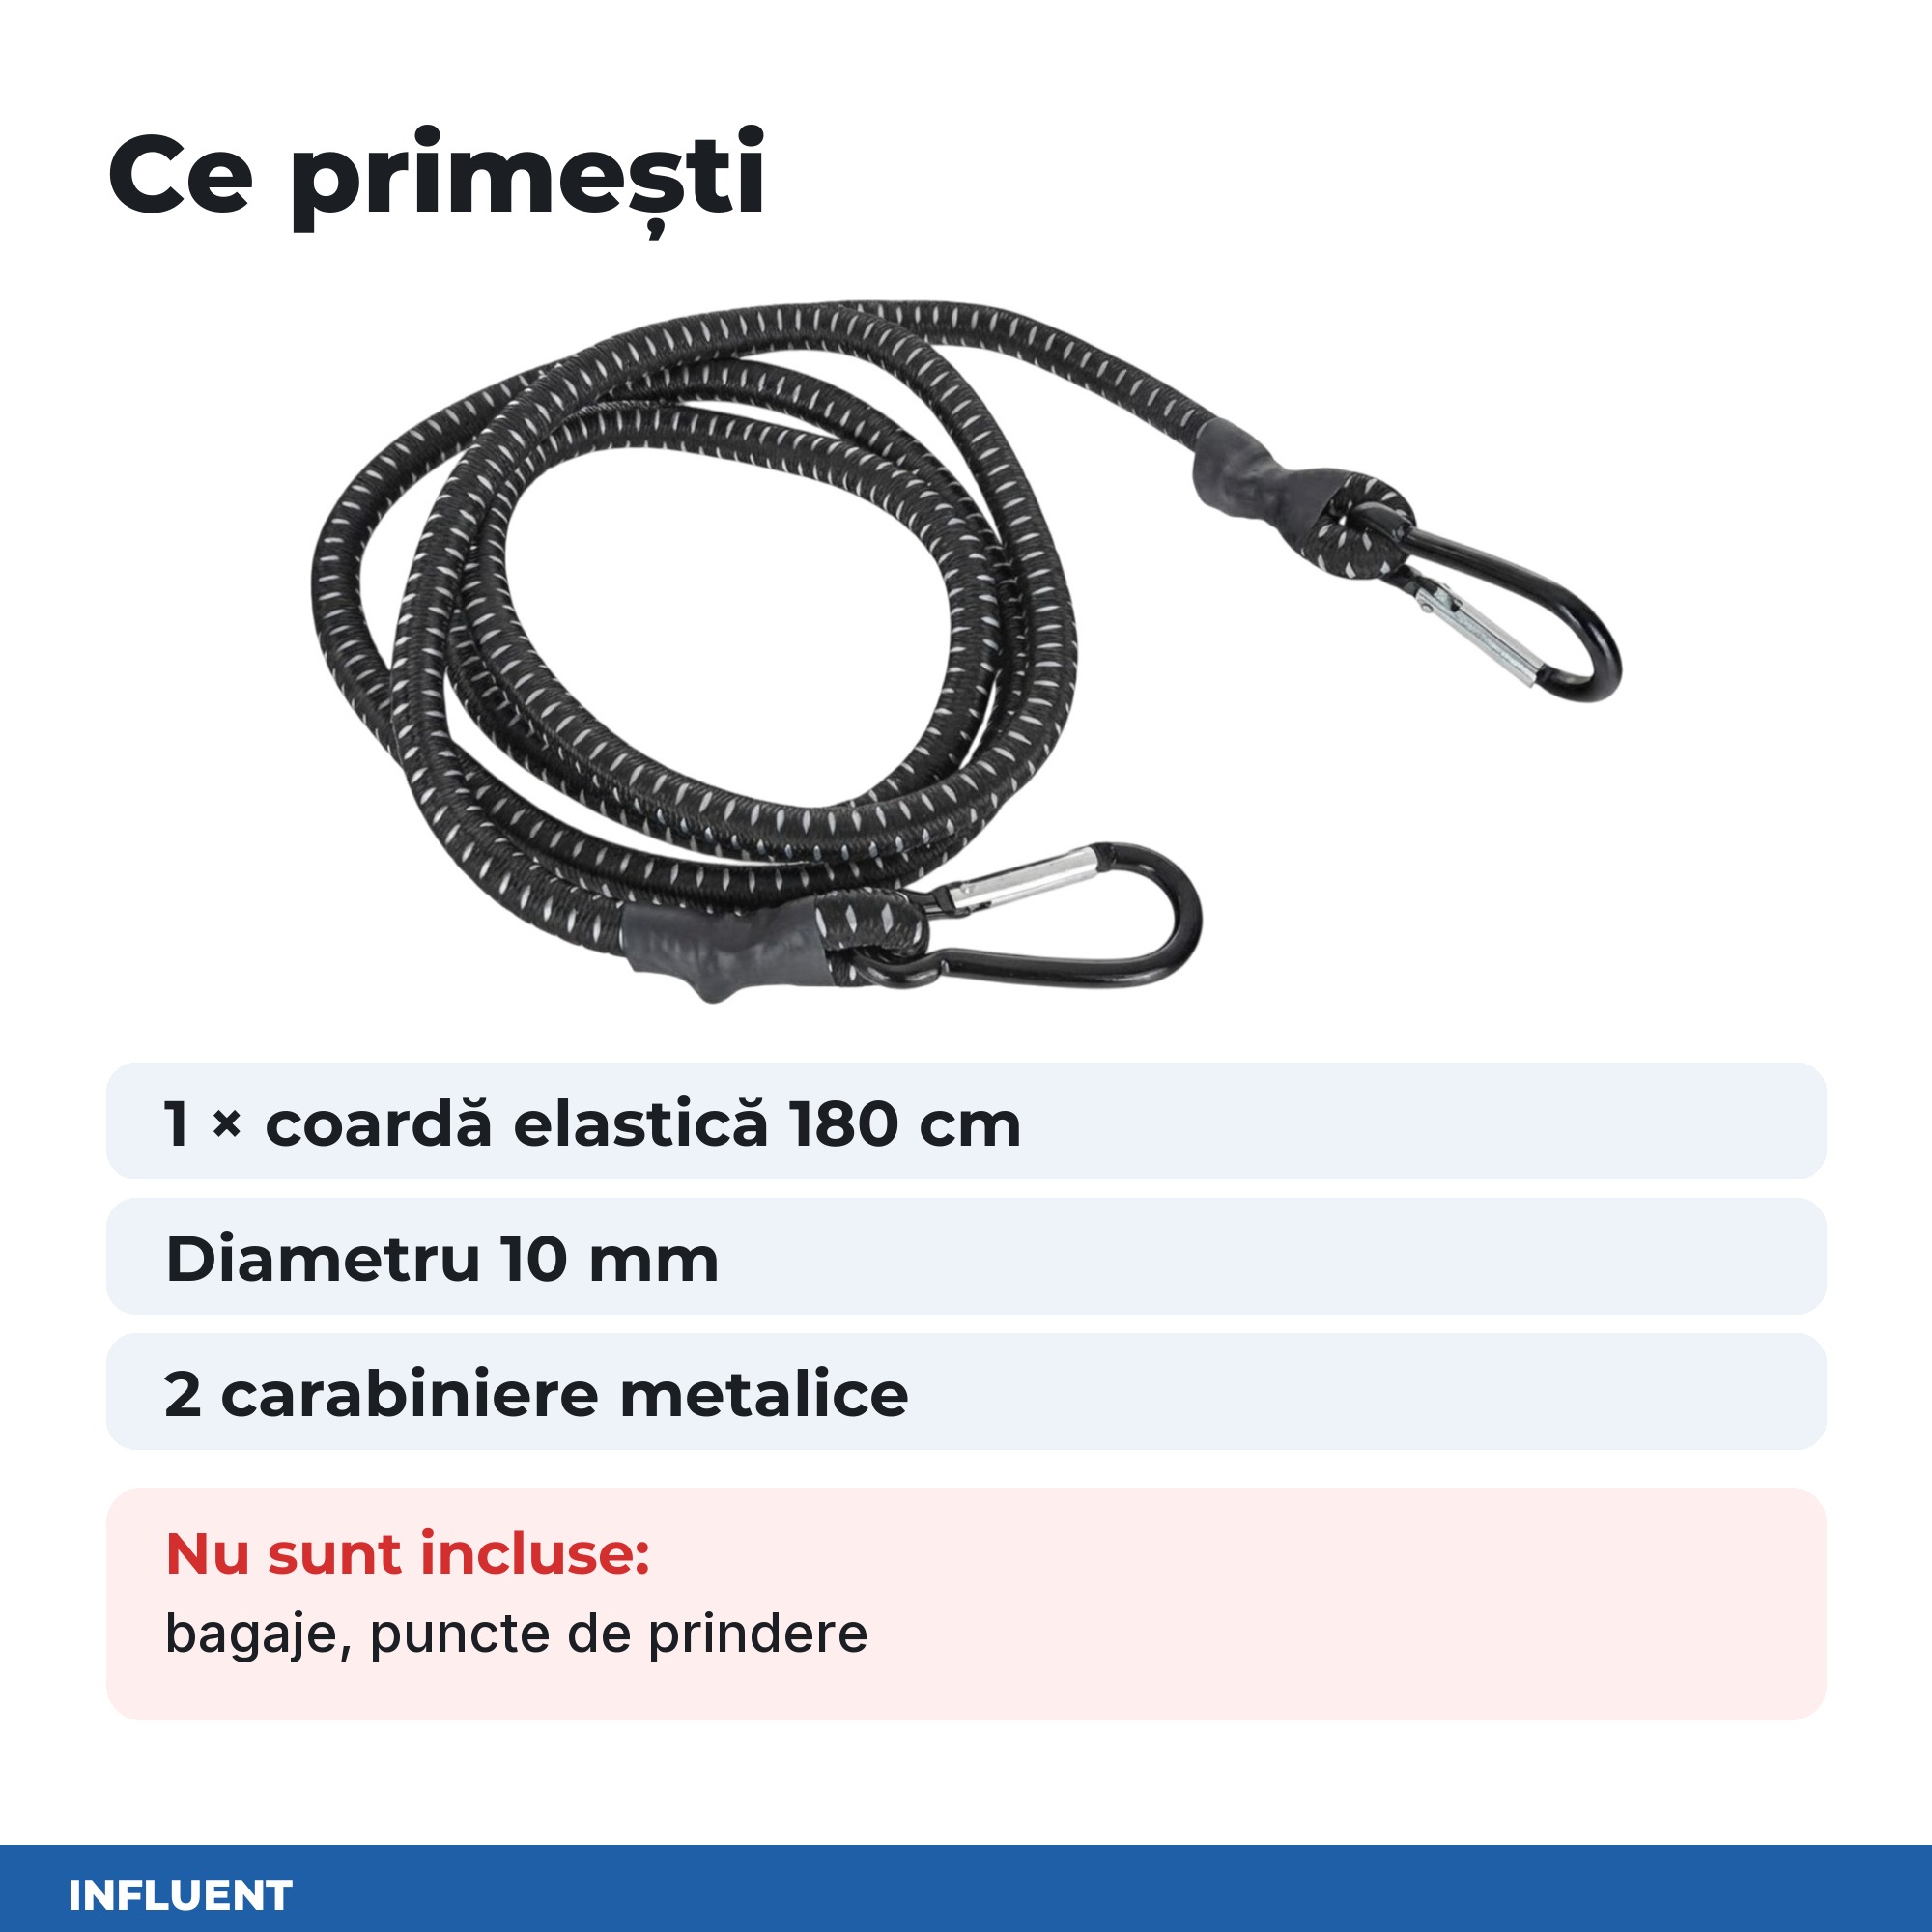 Ce primești
1 × coardă elastică 180 cm
Diametru 10 mm
2 carabiniere metalice
Nu sunt incluse:
bagaje, puncte de prindere
INFLUENT